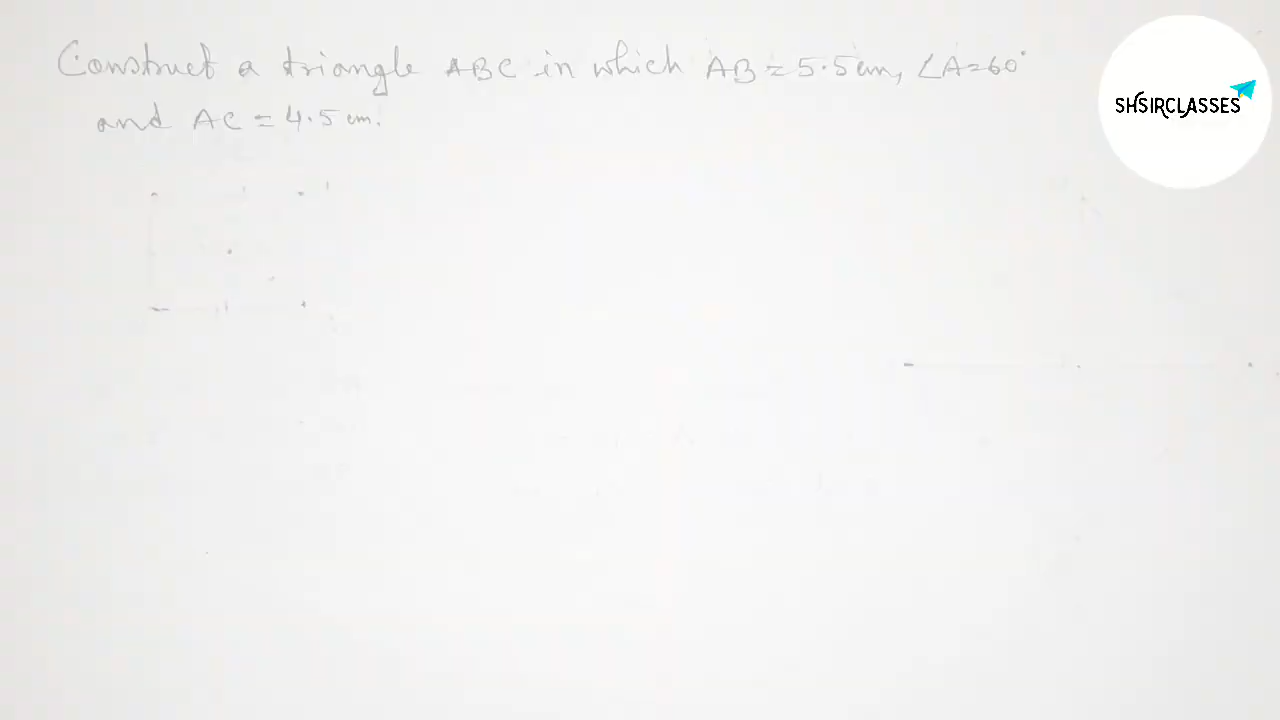 Construct a triangle ABC in which AB = 5.5 cm, ∠A = 60°
and AC = 4.5 cm.
SHSIRCLASSES